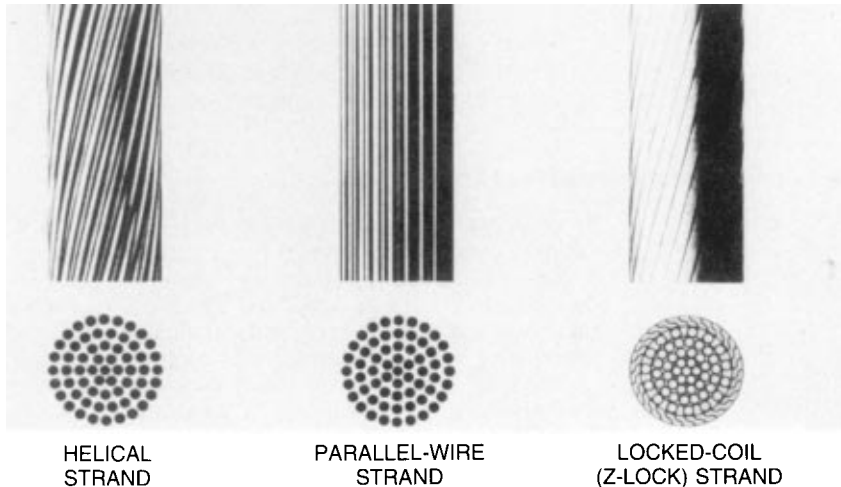 HELICAL
STRAND
PARALLEL-WIRE
STRAND
LOCKED-COIL
(Z-LOCK) STRAND